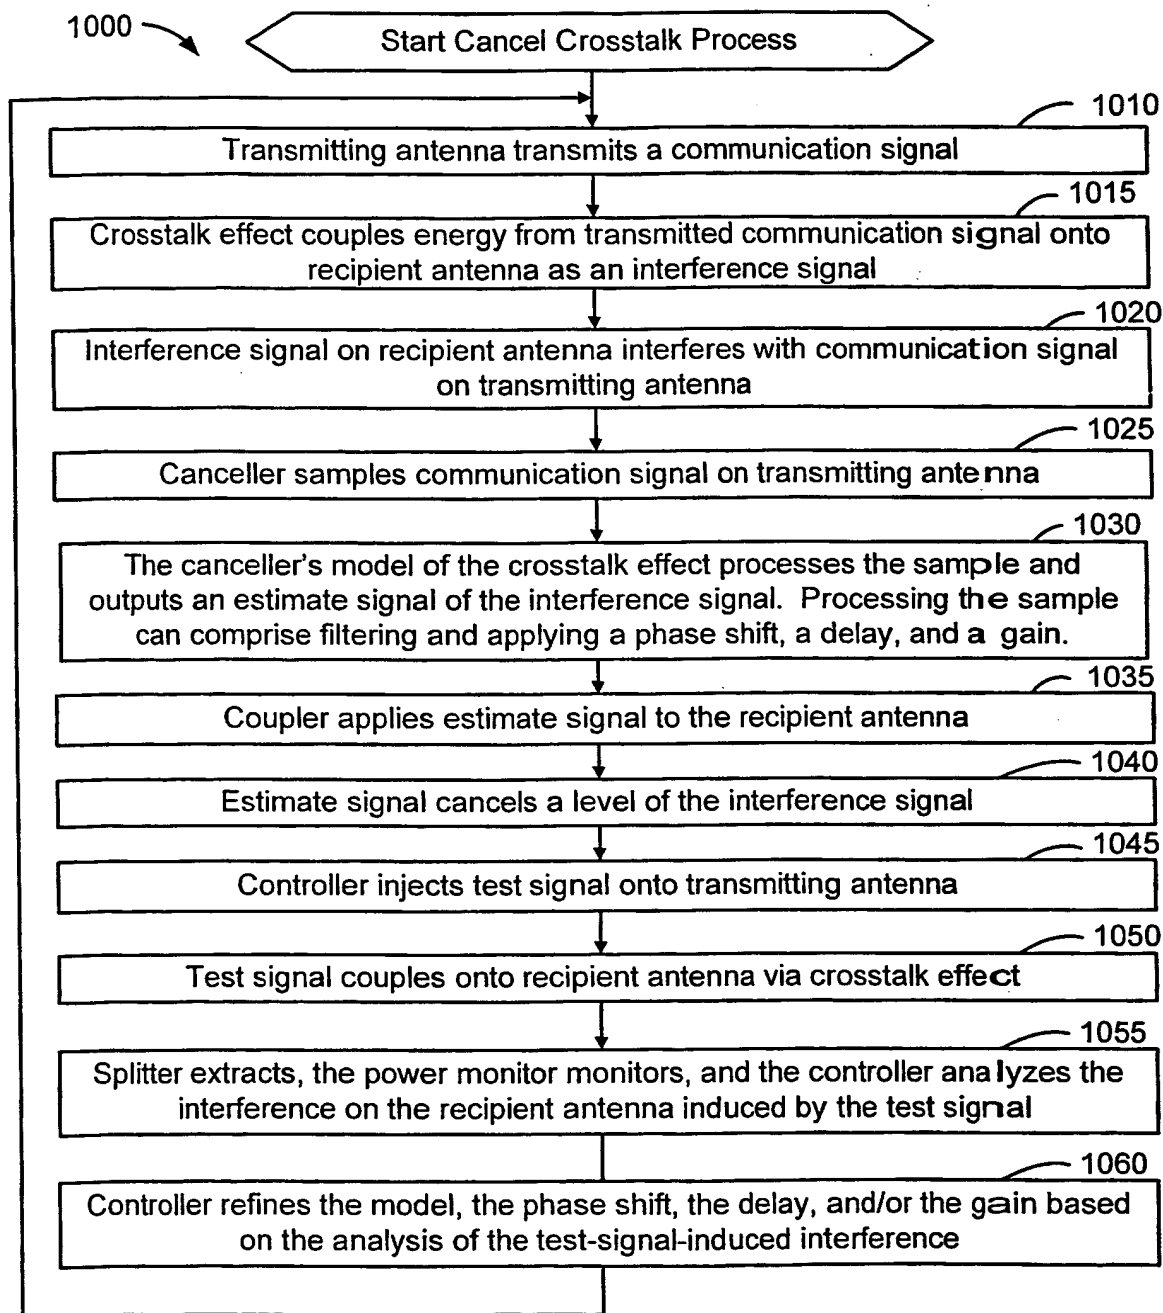 1000
Start Cancel Crosstalk Process
1010
Transmitting antenna transmits a communication signal
1015
Crosstalk effect couples energy from transmitted communication signal onto
recipient antenna as an interference signal
1020
Interference signal on recipient antenna interferes with communication signal
on transmitting antenna
1025
Canceller samples communication signal on transmitting antenna
1030
The canceller's model of the crosstalk effect processes the sample and
outputs an estimate signal of the interference signal. Processing the sample
can comprise filtering and applying a phase shift, a delay, and a gain.
1035
Coupler applies estimate signal to the recipient antenna
1040
Estimate signal cancels a level of the interference signal
1045
Controller injects test signal onto transmitting antenna
1050
Test signal couples onto recipient antenna via crosstalk effect
1055
Splitter extracts, the power monitor monitors, and the controller analyzes the
interference on the recipient antenna induced by the test signal
1060
Controller refines the model, the phase shift, the delay, and/or the gain based
on the analysis of the test-signal-induced interference